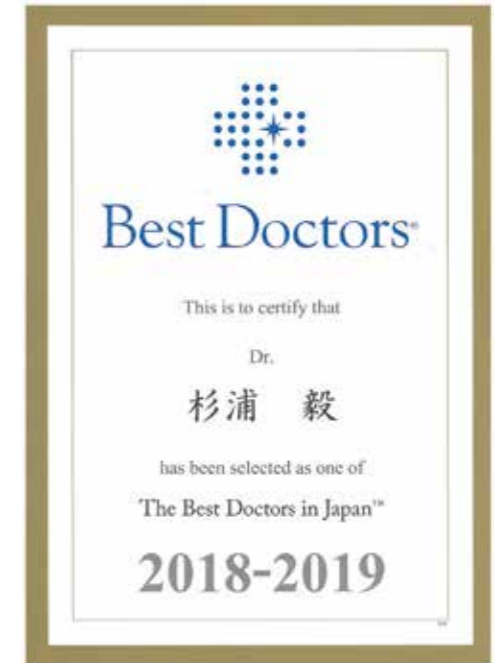 Best Doctors®
This is to certify that
Dr.
杉浦　毅
has been selected as one of
The Best Doctors in Japan™
2018-2019